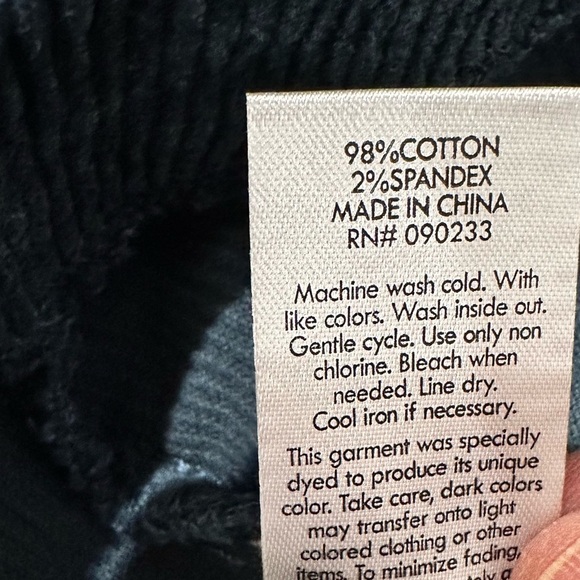 98%COTTON
2%SPANDEX
MADE IN CHINA
RN# 090233
Machine wash cold. With
like colors. Wash inside out.
Gentle cycle. Use only non
chlorine. Bleach when
needed. Line dry.
Cool iron if necessary.
This garment was specially
dyed to produce its unique
color. Take care, dark colors
may transfer onto light
colored clothing or other
items. To minimize fading,